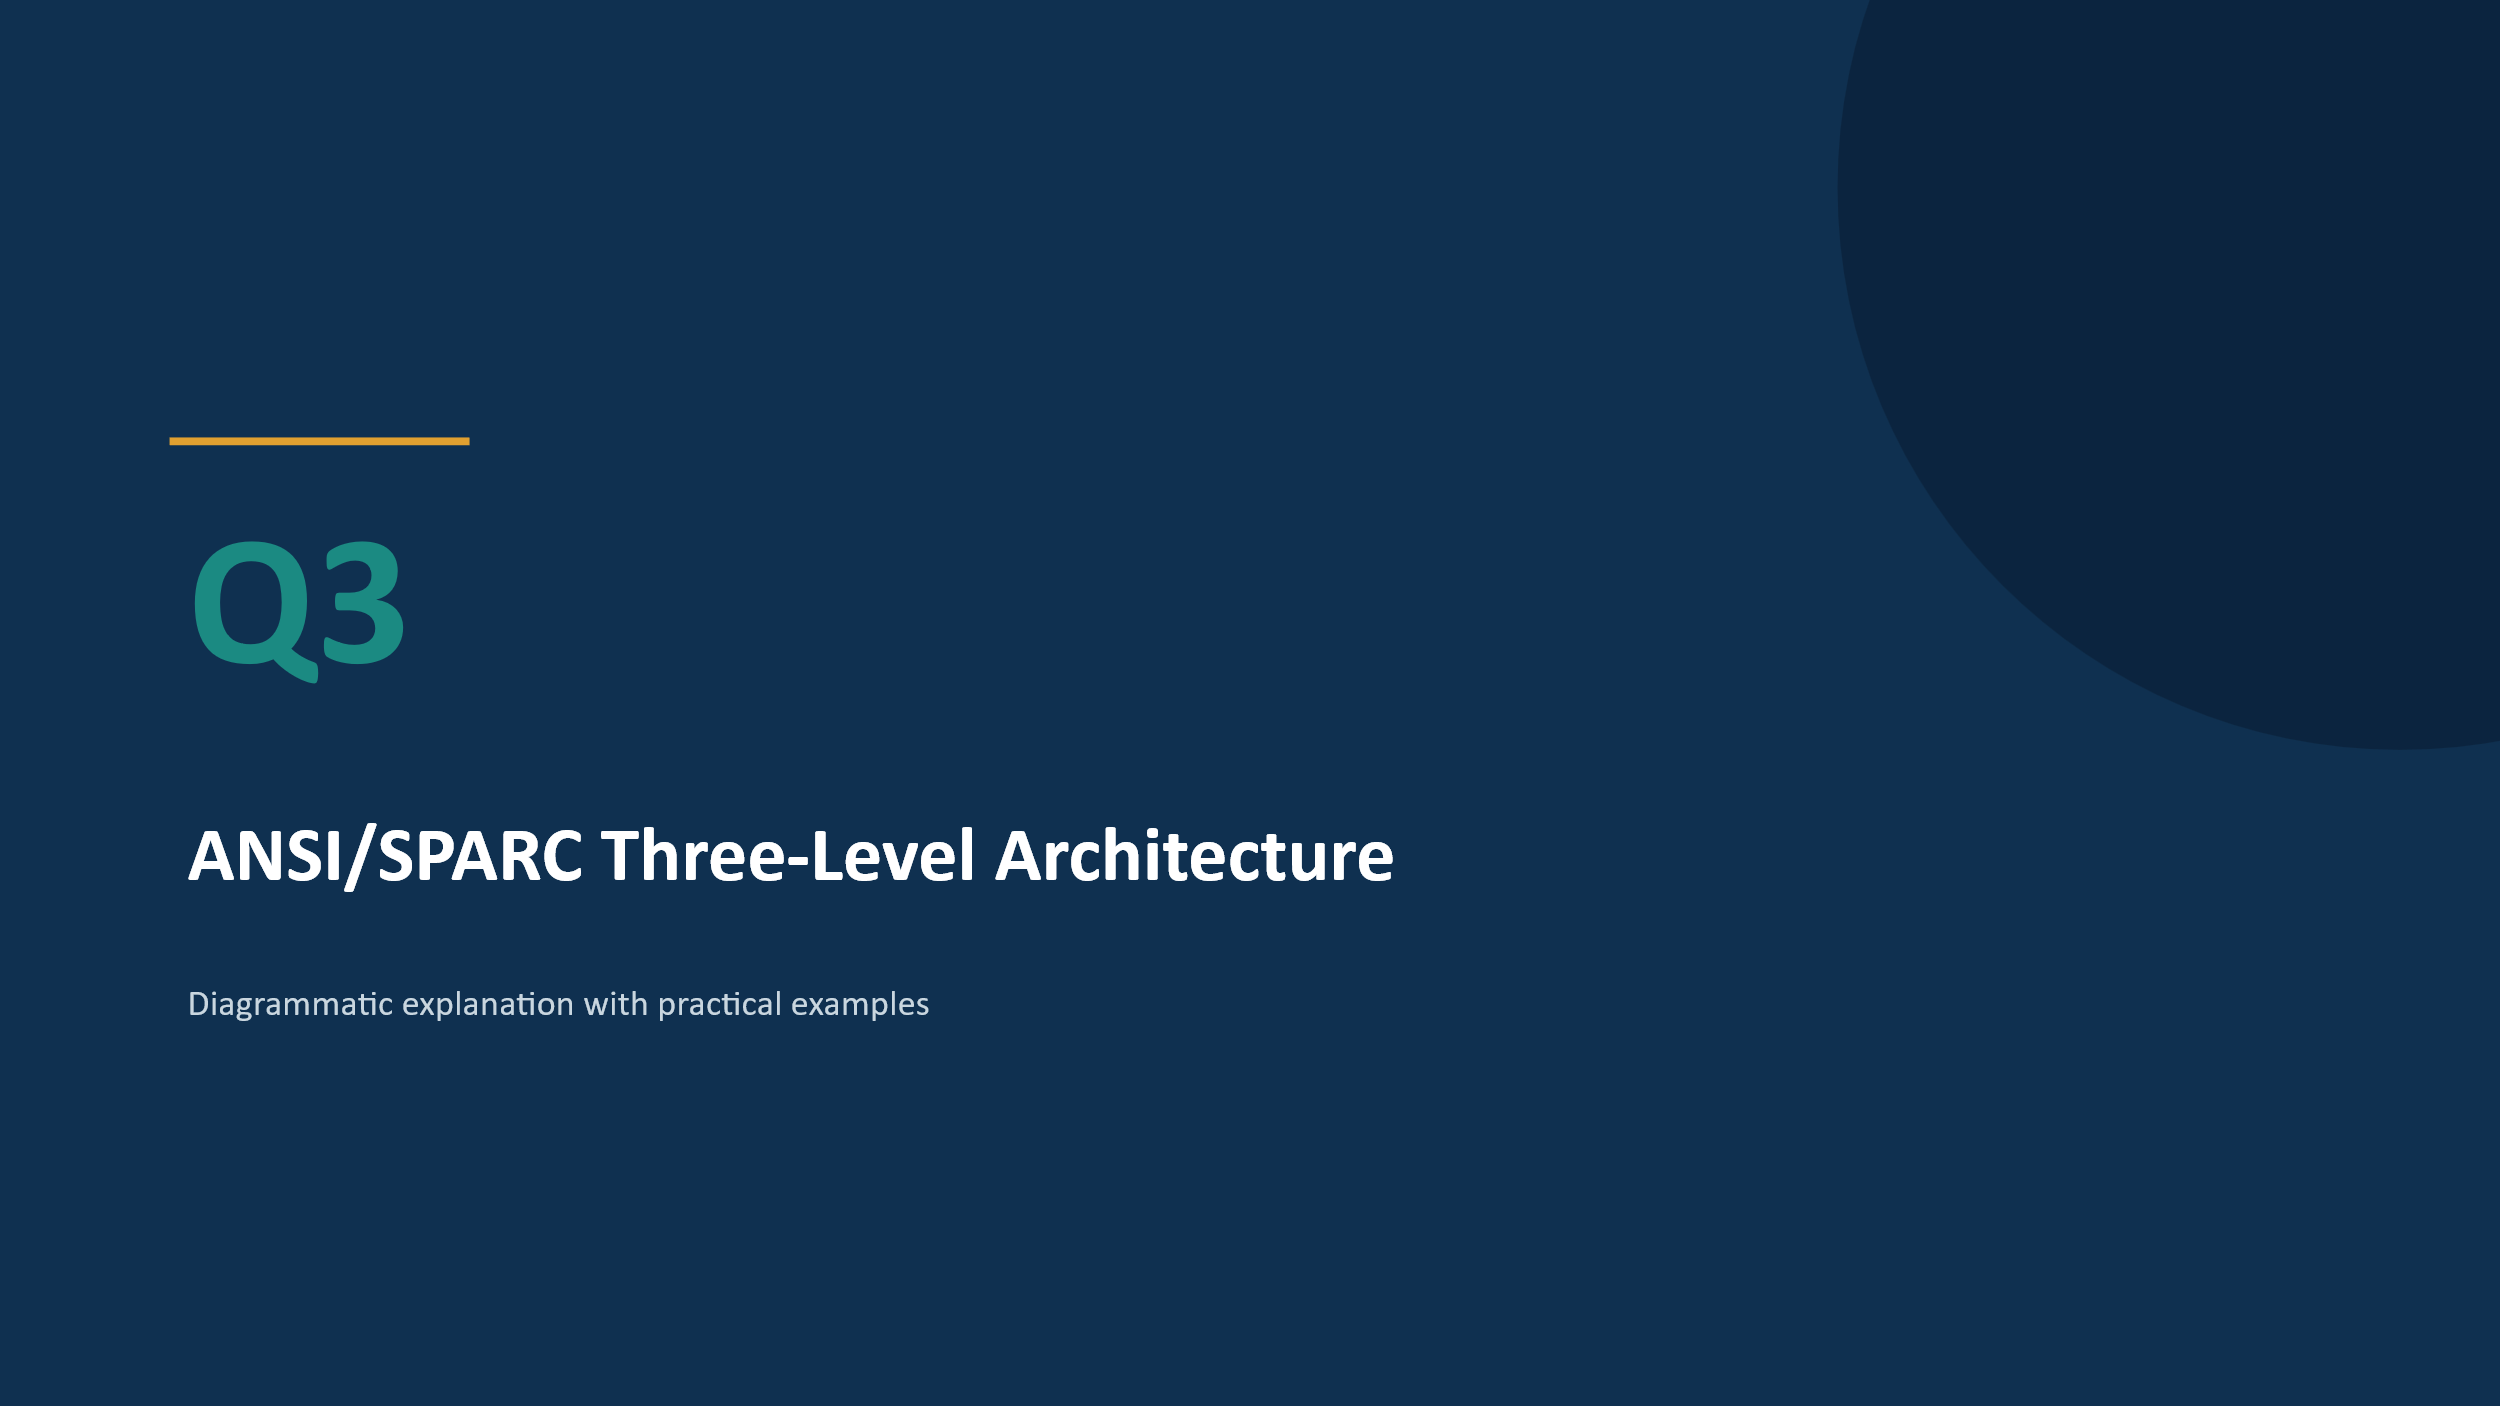 Q3
ANSI/SPARC Three-Level Architecture
Diagrammatic explanation with practical examples